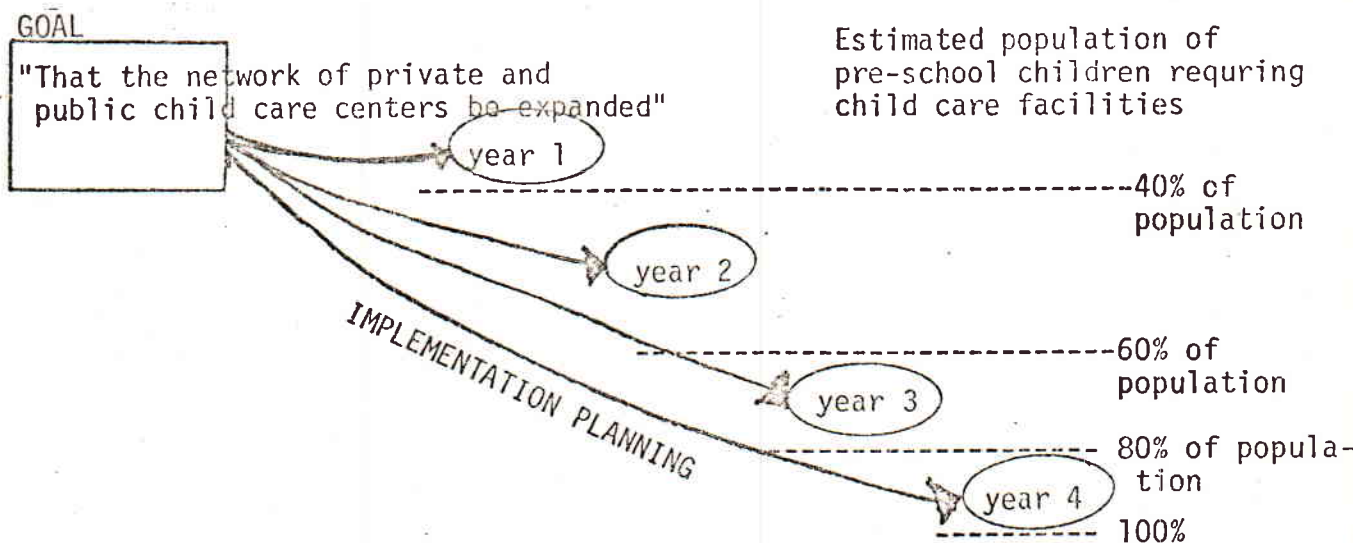 GOAL
"That the network of private and
public child care centers be expanded"
Estimated population of
pre-school children requring
child care facilities
year 1
40% of
population
year 2
IMPLEMENTATION PLANNING
60% of
population
year 3
80% of popula-
tion
year 4
100%